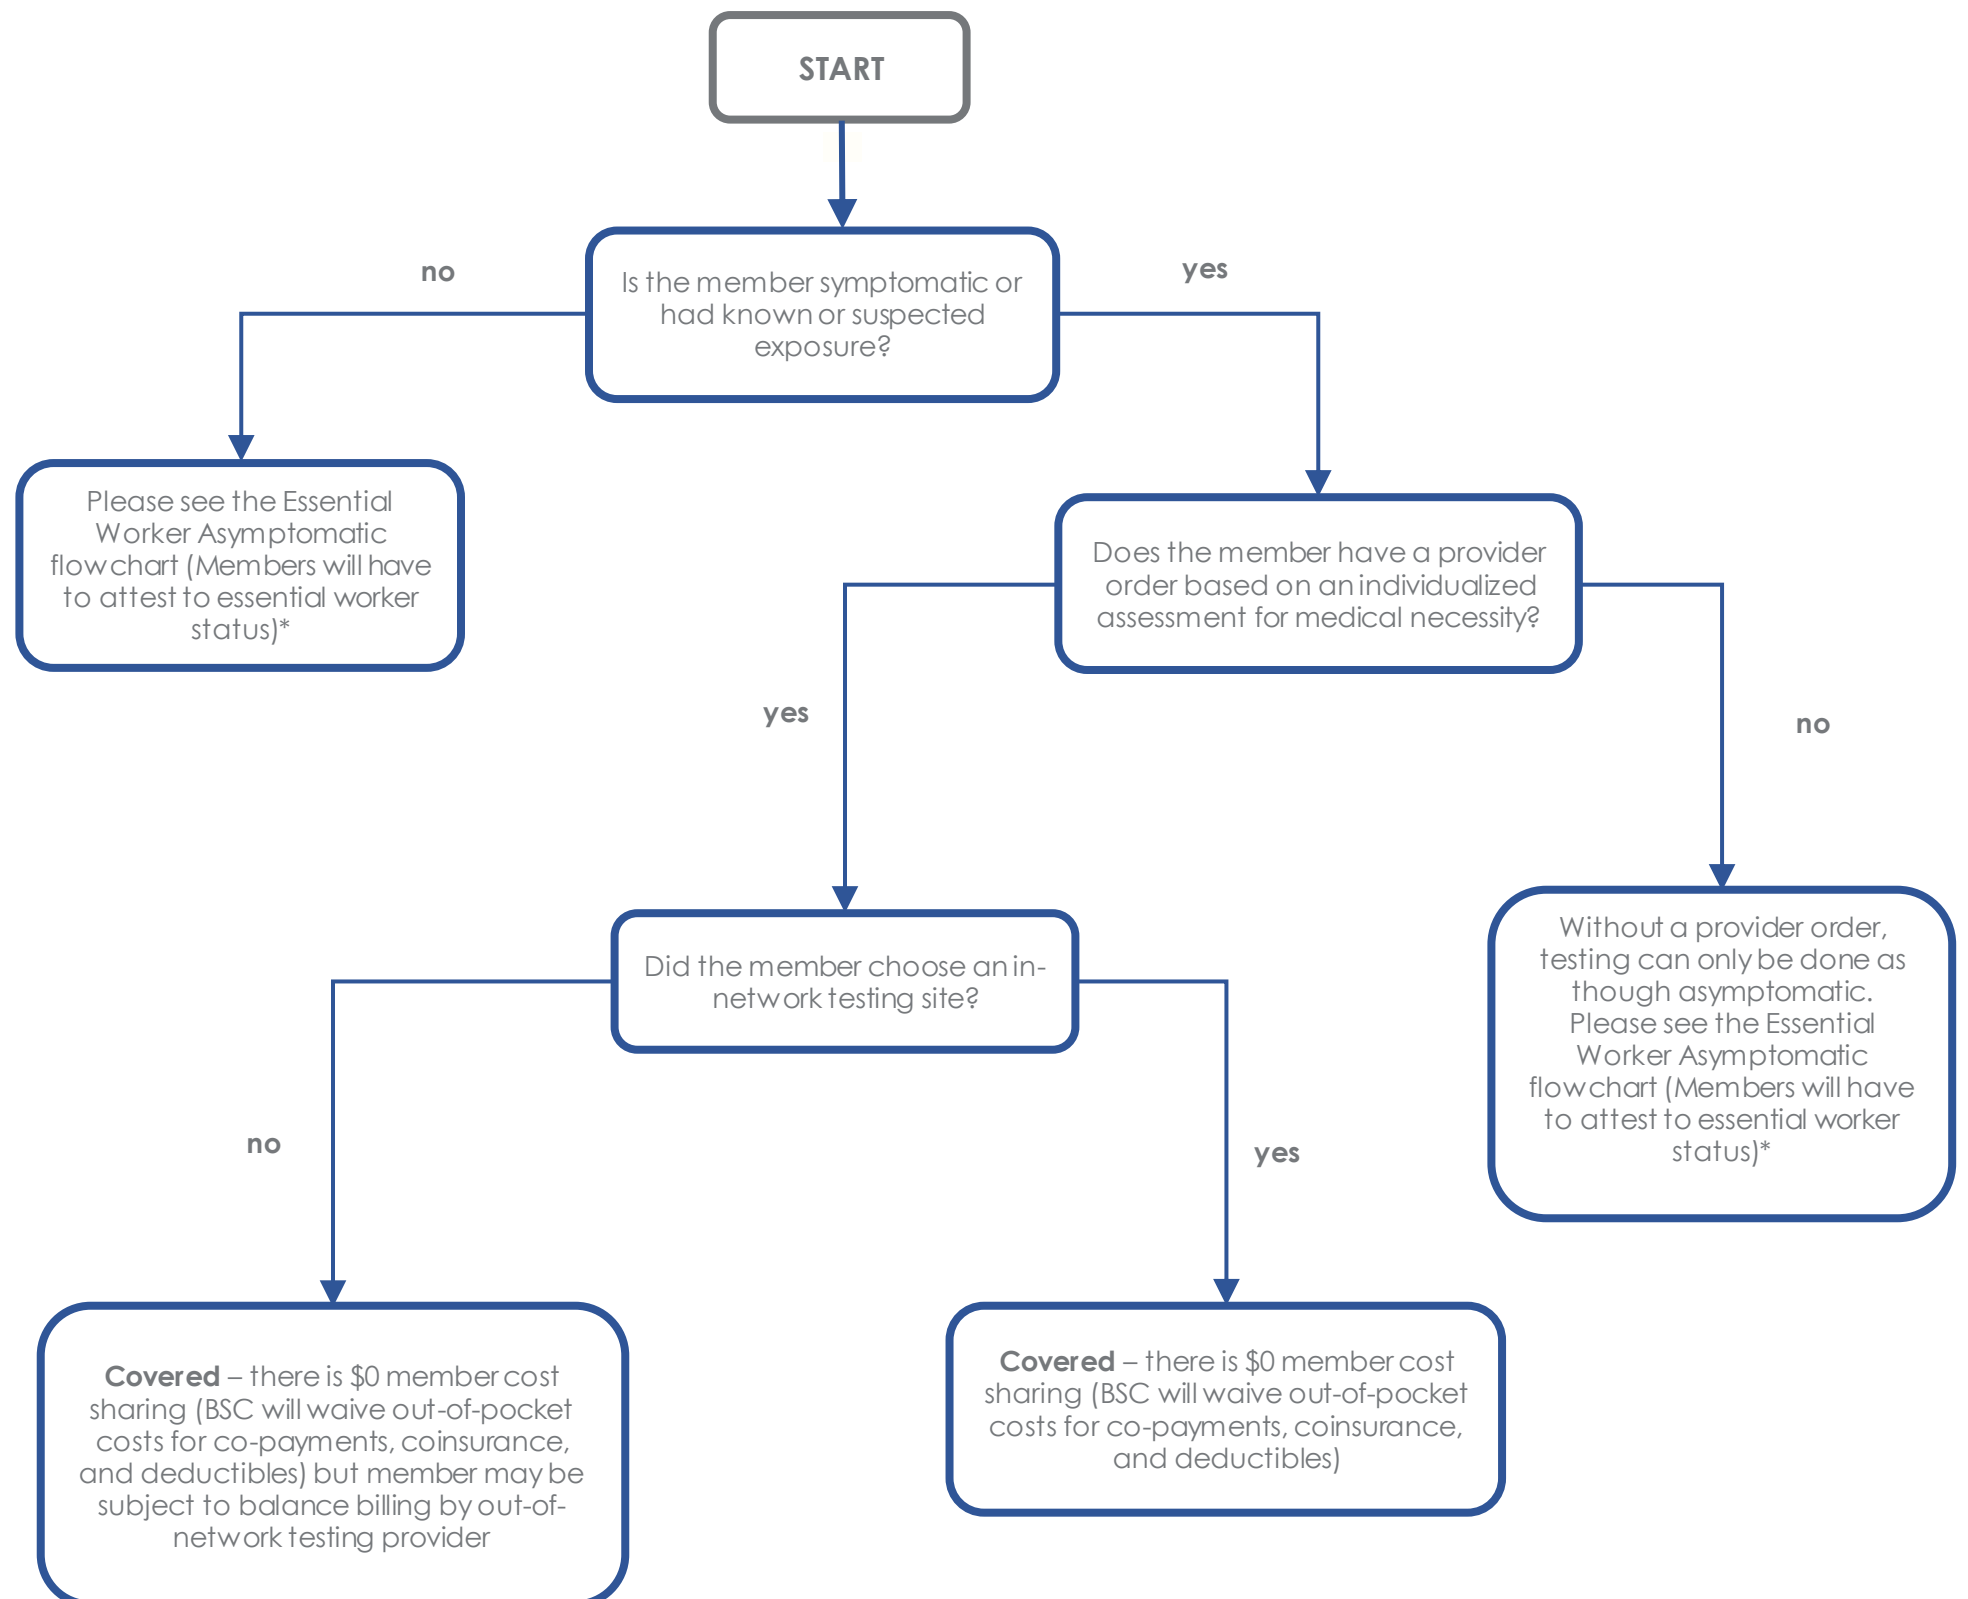 START
no
yes
Is the member symptomatic or
had known or suspected
exposure?
Please see the Essential
Worker Asymptomatic
flowchart (Members will have
to attest to essential worker
status)*
Does the member have a provider
order based on an individualized
assessment for medical necessity?
yes
no
Did the member choose an in-
network testing site?
Without a provider order,
testing can only be done as
though asymptomatic.
Please see the Essential
Worker Asymptomatic
flowchart (Members will have
to attest to essential worker
status)*
no
yes
Covered – there is $0 member cost
sharing (BSC will waive out-of-pocket
costs for co-payments, coinsurance,
and deductibles) but member may be
subject to balance billing by out-of-
network testing provider
Covered – there is $0 member cost
sharing (BSC will waive out-of-pocket
costs for co-payments, coinsurance,
and deductibles)